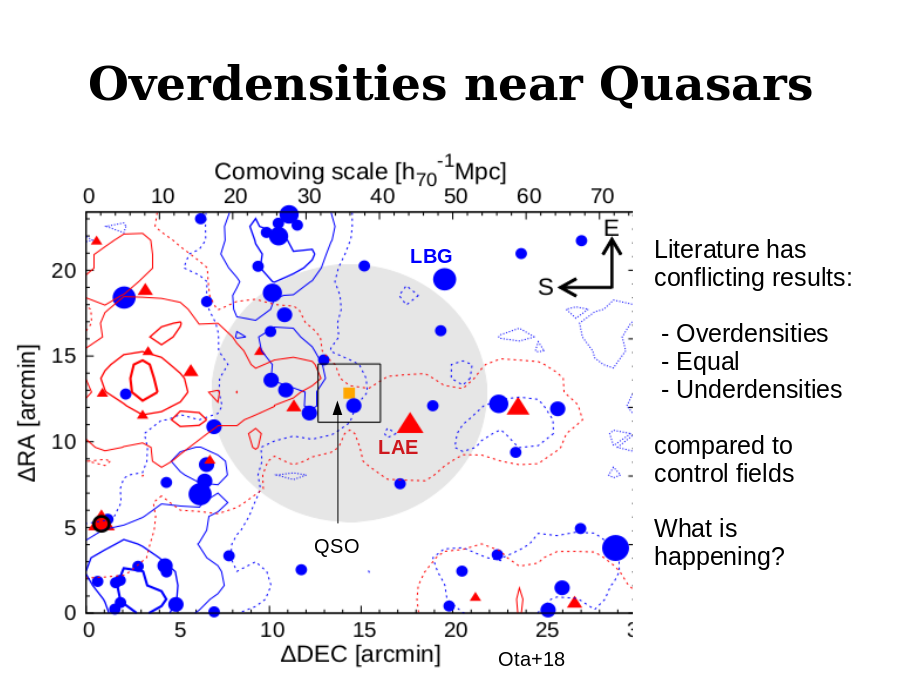 Overdensities near Quasars
Comoving scale [h70-1Mpc]
0 10 20 30 40 50 60 70
E
S
LBG
LAE
QSO
20
15
10
5
0
ΔRA [arcmin]
0 5 10 15 20 25
ΔDEC [arcmin]
Ota+18
Literature has
conflicting results:
- Overdensities
- Equal
- Underdensities
compared to
control fields
What is
happening?